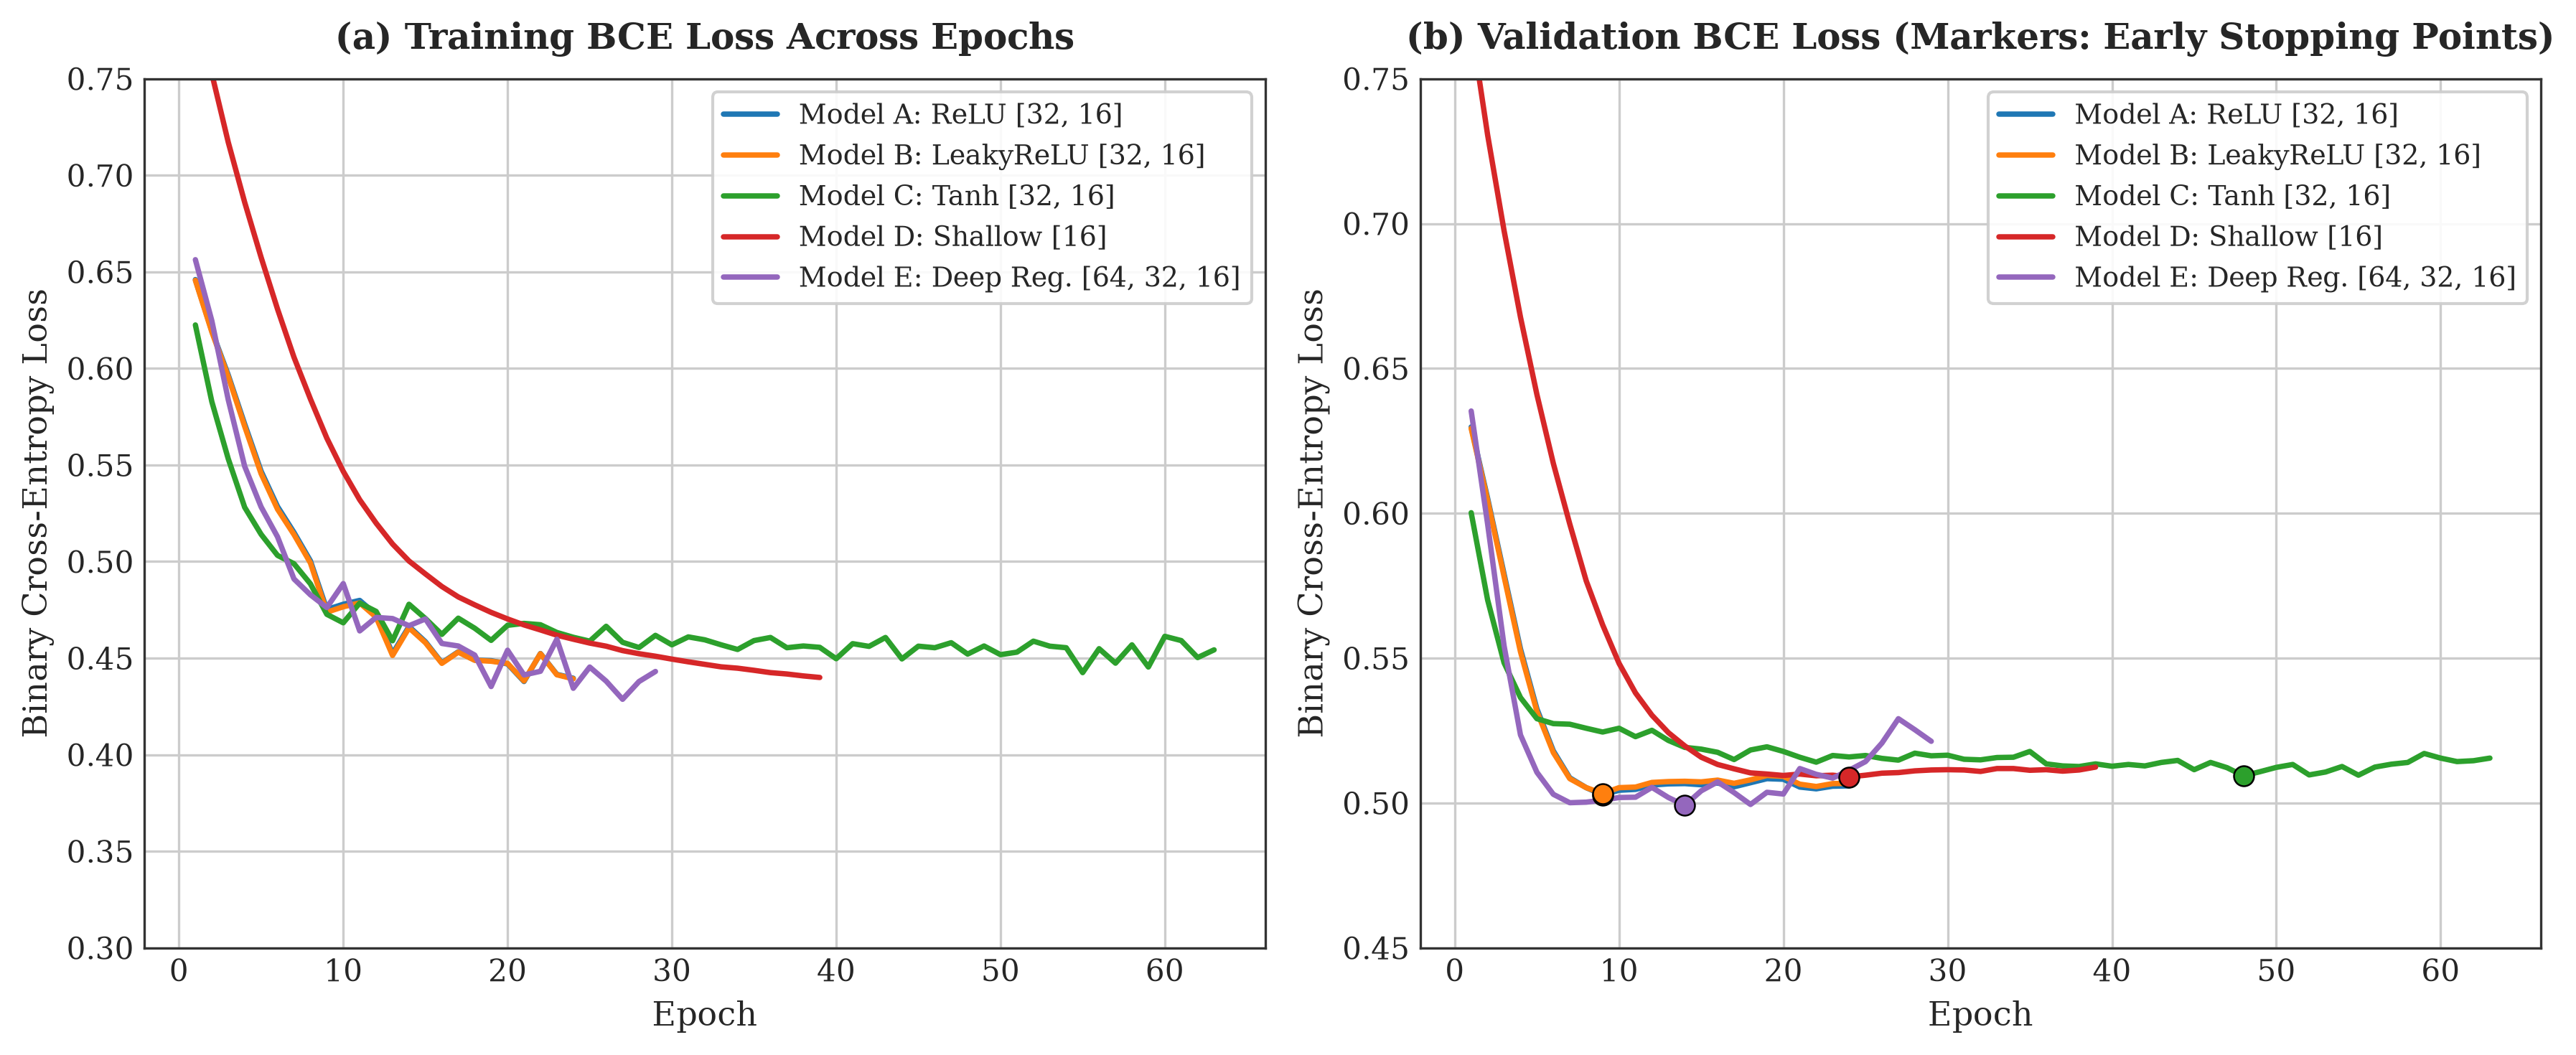 (a) Training BCE Loss Across Epochs
Binary Cross-Entropy Loss
0.75
0.70
0.65
0.60
0.55
0.50
0.45
0.40
0.35
0.30
Model A: ReLU [32, 16]
Model B: LeakyReLU [32, 16]
Model C: Tanh [32, 16]
Model D: Shallow [16]
Model E: Deep Reg. [64, 32, 16]
0 10 20 30 40 50 60
Epoch
(b) Validation BCE Loss (Markers: Early Stopping Points)
Binary Cross-Entropy Loss
0.75
0.70
0.65
0.60
0.55
0.50
0.45
Model A: ReLU [32, 16]
Model B: LeakyReLU [32, 16]
Model C: Tanh [32, 16]
Model D: Shallow [16]
Model E: Deep Reg. [64, 32, 16]
0 10 20 30 40 50 60
Epoch